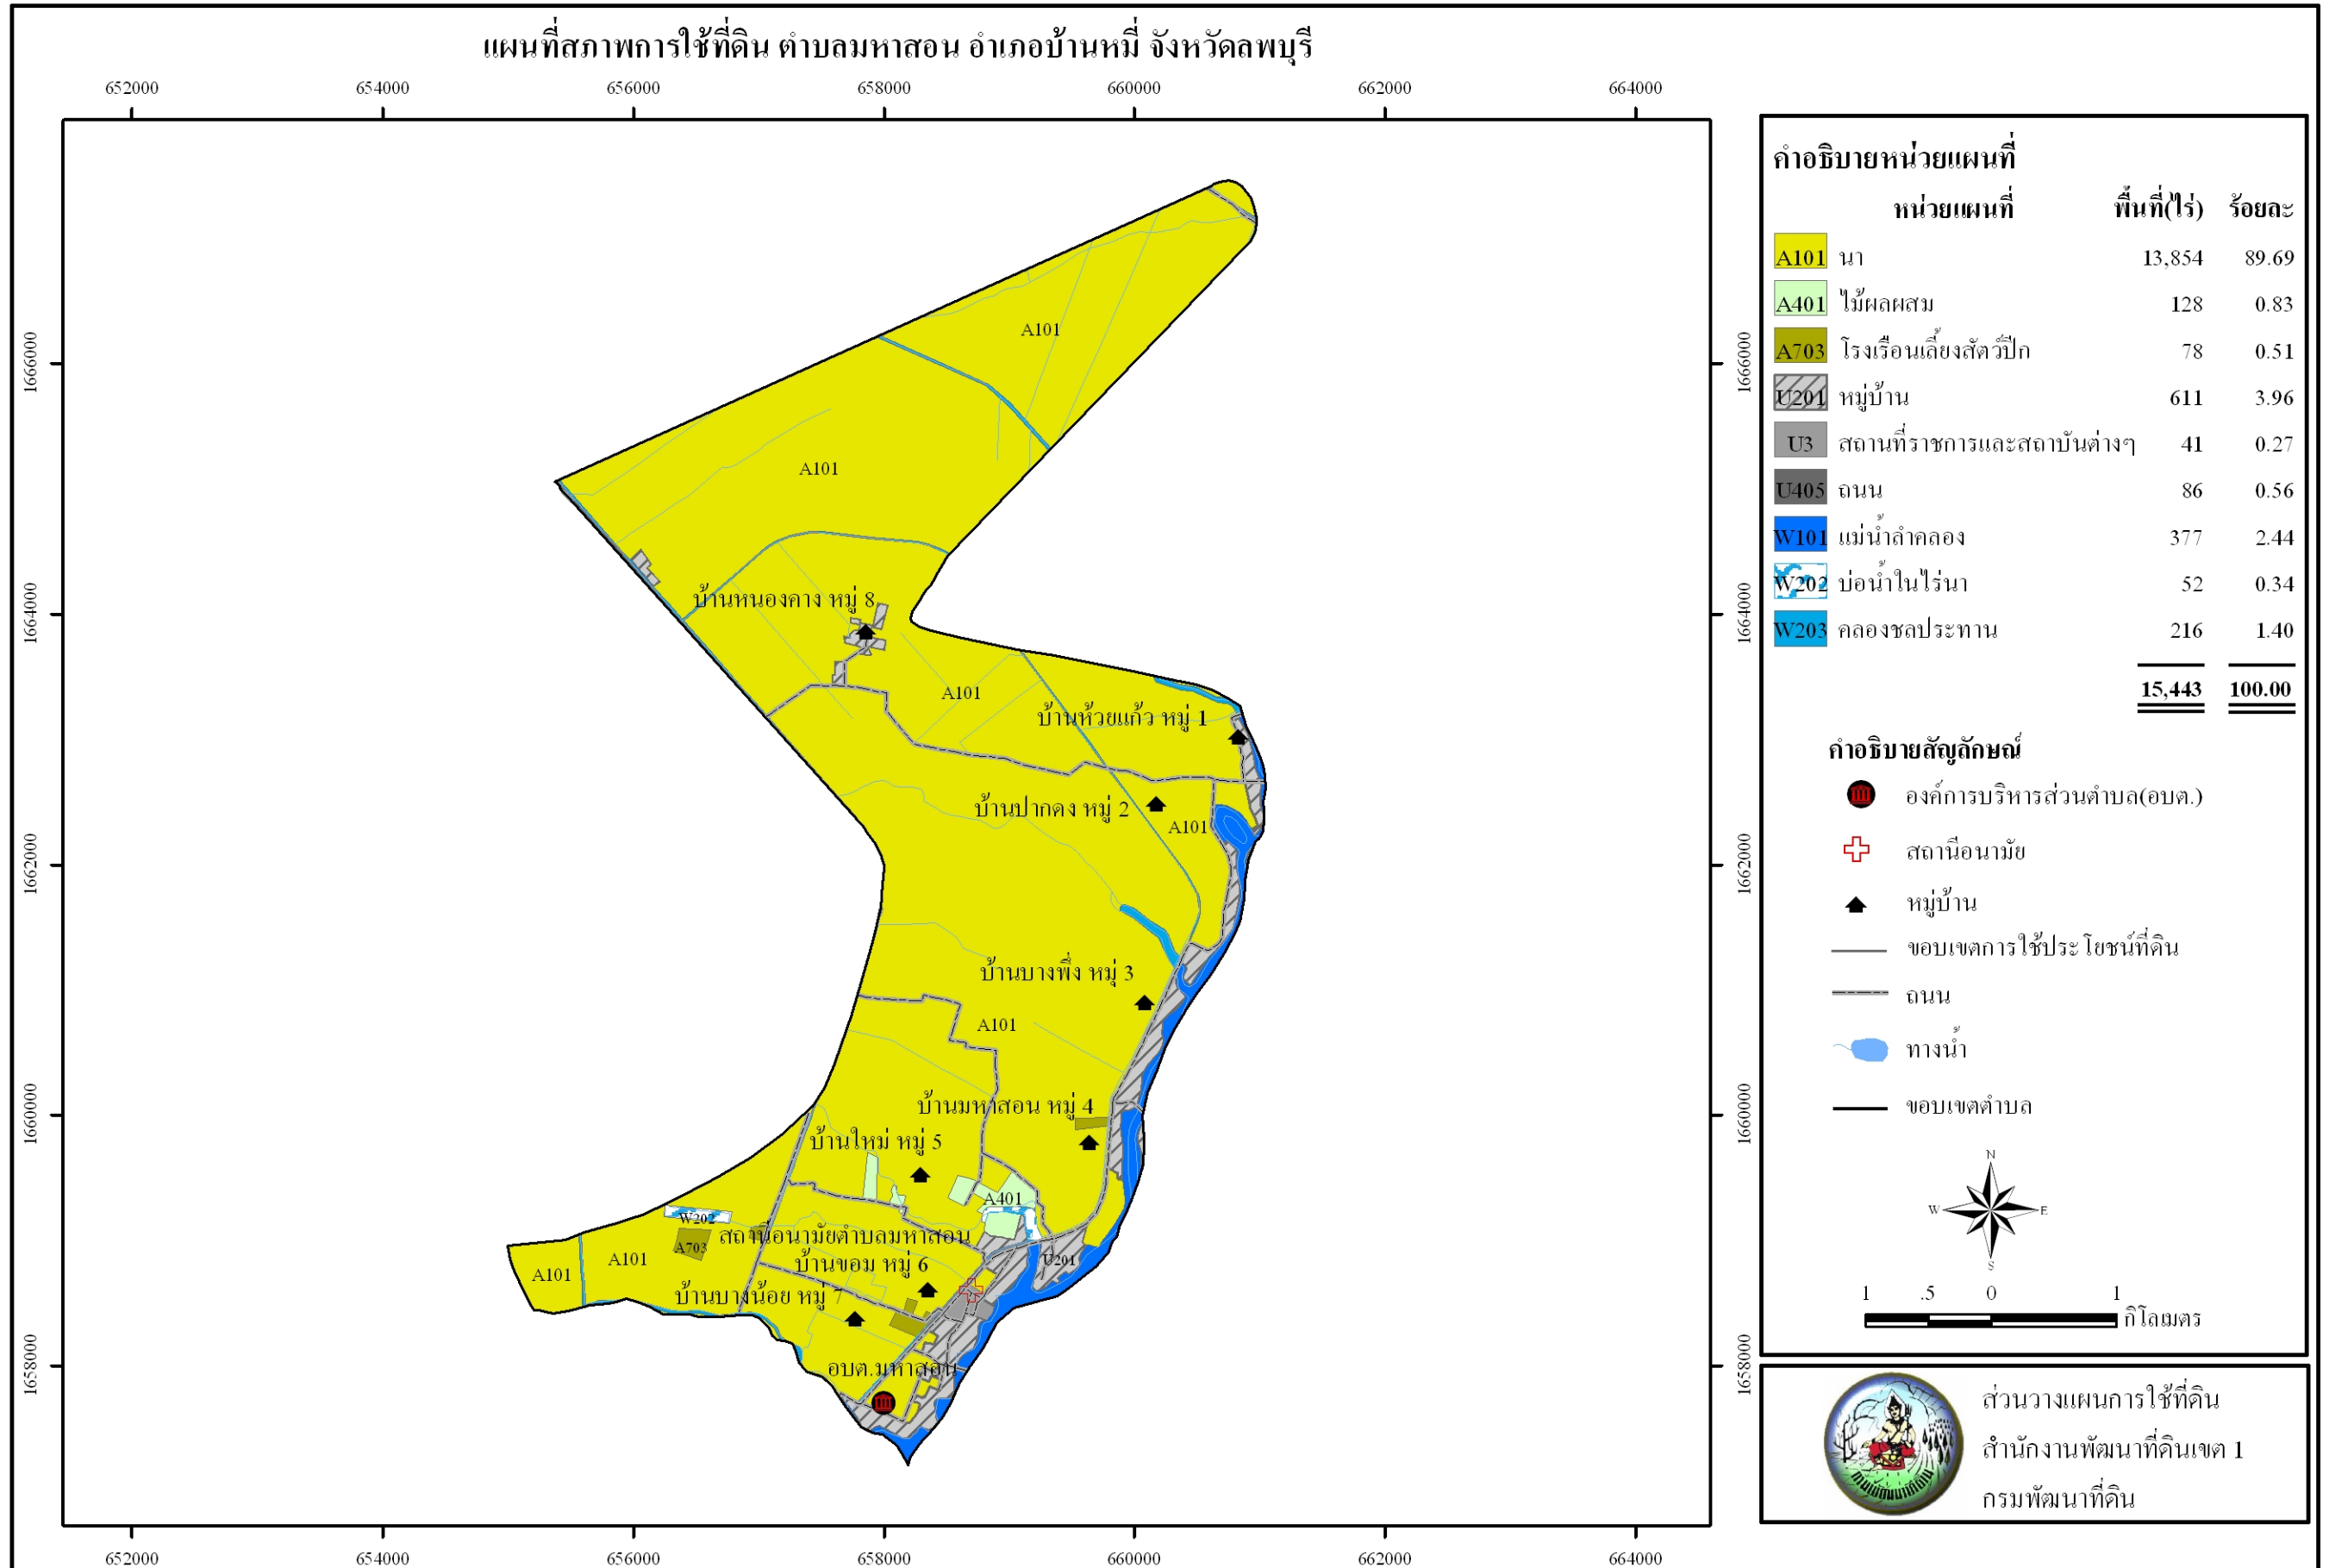 แผนที่สภาพการใช้ที่ดิน ตำบลมหาสอน อำเภอบ้านหมี่ จังหวัดลพบุรี
652000 654000 656000 658000 660000 662000 664000
1666000
1664000
1662000
1660000
1658000
A101
A101
บ้านหนองคาง หมู่ 8
A101
บ้านห้วยแก้ว หมู่ 1
บ้านปากดง หมู่ 2
A101
บ้านบางพึ่ง หมู่ 3
A101
บ้านมหาสอน หมู่ 4
บ้านใหม่ หมู่ 5
A401
W202
สถานีอนามัยตำบลมหาสอน
A703
A101
A101
บ้านขอม หมู่ 6
U201
บ้านบางน้อย หมู่ 7
อบต.มหาสอน
1666000
1664000
1662000
1660000
1658000
652000 654000 656000 658000 660000 662000 664000
คำอธิบายหน่วยแผนที่
หน่วยแผนที่ พื้นที่(ไร่) ร้อยละ
A101 นา 13,854 89.69
A401 ไม้ผลผสม 128 0.83
A703 โรงเรือนเลี้ยงสัตว์ปีก 78 0.51
U201 หมู่บ้าน 611 3.96
U3 สถานที่ราชการและสถาบันต่างๆ 41 0.27
U405 ถนน 86 0.56
W101 แม่น้ำลำคลอง 377 2.44
W202 บ่อน้ำในไร่นา 52 0.34
W203 คลองชลประทาน 216 1.40
15,443 100.00
คำอธิบายสัญลักษณ์
องค์การบริหารส่วนตำบล(อบต.)
สถานีอนามัย
หมู่บ้าน
ขอบเขตการใช้ประโยชน์ที่ดิน
ถนน
ทางน้ำ
ขอบเขตตำบล
N
W E
S
1 .5 0 1
กิโลเมตร
กรมพัฒนาที่ดิน
ส่วนวางแผนการใช้ที่ดิน
สำนักงานพัฒนาที่ดินเขต 1
กรมพัฒนาที่ดิน